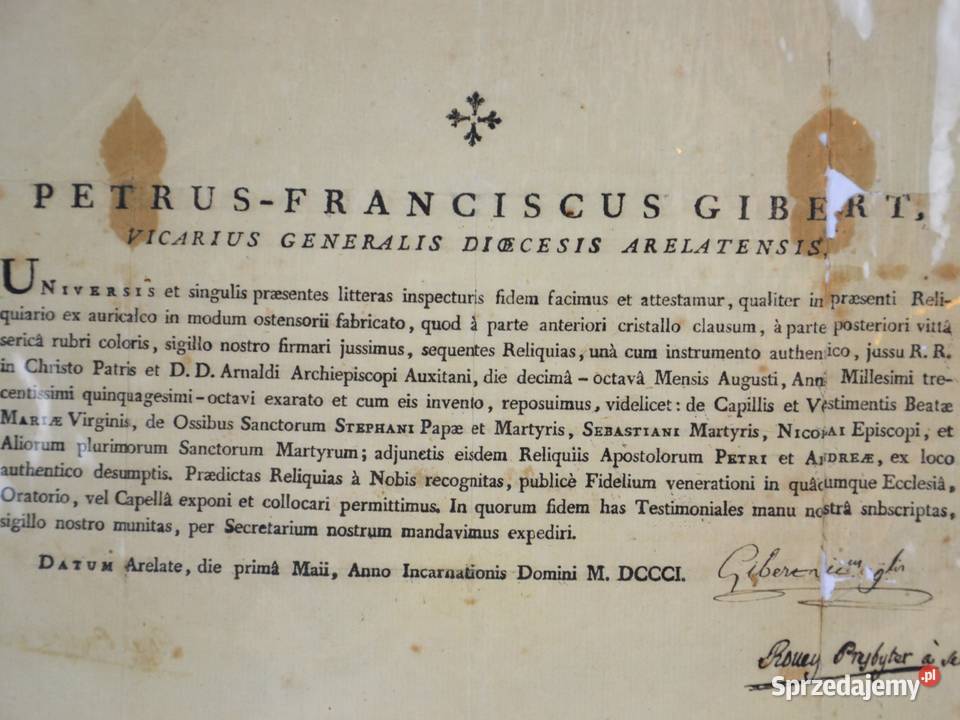 PETRUS-FRANCISCUS GIBERT,
VICARIUS GENERALIS DIŒCESIS ARELATENSIS,
UNIVERSIS et singulis præsentes litteras inspecturis fidem facimus et attestamur, qualiter in præsenti Reli-
quiario ex auricalco in modum ostensorii fabricato, quod à parte anteriori cristallo clausum, à parte posteriori vittâ
sericâ rubri coloris, sigillo nostro firmari jussimus, sequentes Reliquias, unà cum instrumento authen ico, jussu R. R.
in Christo Patris et D. D. Arnaldi Archiepiscopi Auxitani, die decimâ-octavâ Mensis Augusti, Ann Millesimi tre-
centissimi quinquagesimi-octavi exarato et cum eis invento, reposuimus, videlicet: de Capillis et Vestimentis Beatæ
MARIÆ Virginis, de Ossibus Sanctorum STEPHANI Papæ et Martyris, SEBASTIANI Martyris, NICOLAI Episcopi, et
Aliorum plurimorum Sanctorum Martyrum; adjunctis eisdem Reliquiis Apostolorum PETRI et ANDREÆ, ex loco
authentico desumptis. Prædictas Reliquias à Nobis recognitas, publicè Fidelium venerationi in quâcumque Ecclesiâ,
Oratorio, vel Capellâ exponi et collocari permittimus. In quorum fidem has Testimoniales manu nostrâ snbscriptas,
sigillo nostro munitas, per Secretarium nostrum mandavimus expediri.
DATUM Arelate, die primâ Maii, Anno Incarnationis Domini M. DCCCI.
Rouey Presbyter à se
Sprzedajemy.pl